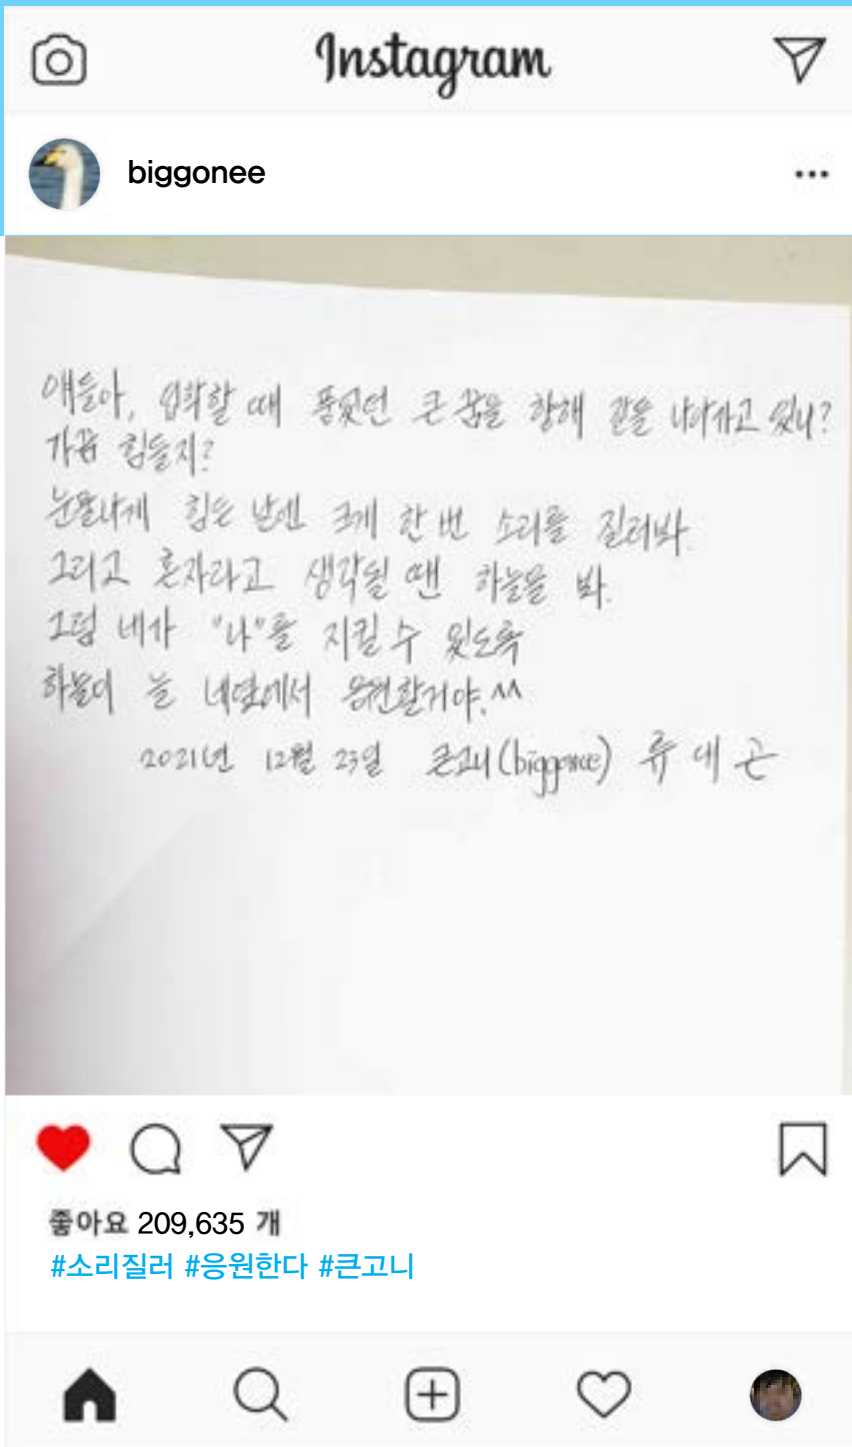 Instagram
biggonee
얘들아, 입학할 때 품었던 큰 꿈을 향해 길을 나아가고 있니?
가끔 힘들지?
눈물나게 힘든 날엔 크게 한 번 소리를 질러봐.
그리고 혼자라고 생각될 땐 하늘을 봐.
그럼 네가 "나"를 지킬 수 있도록
하늘이 늘 네옆에서 응원할거야.^^
2021년 12월 23일 큰고니(biggonee) 류대곤
좋아요 209,635 개
#소리질러 #응원한다 #큰고니